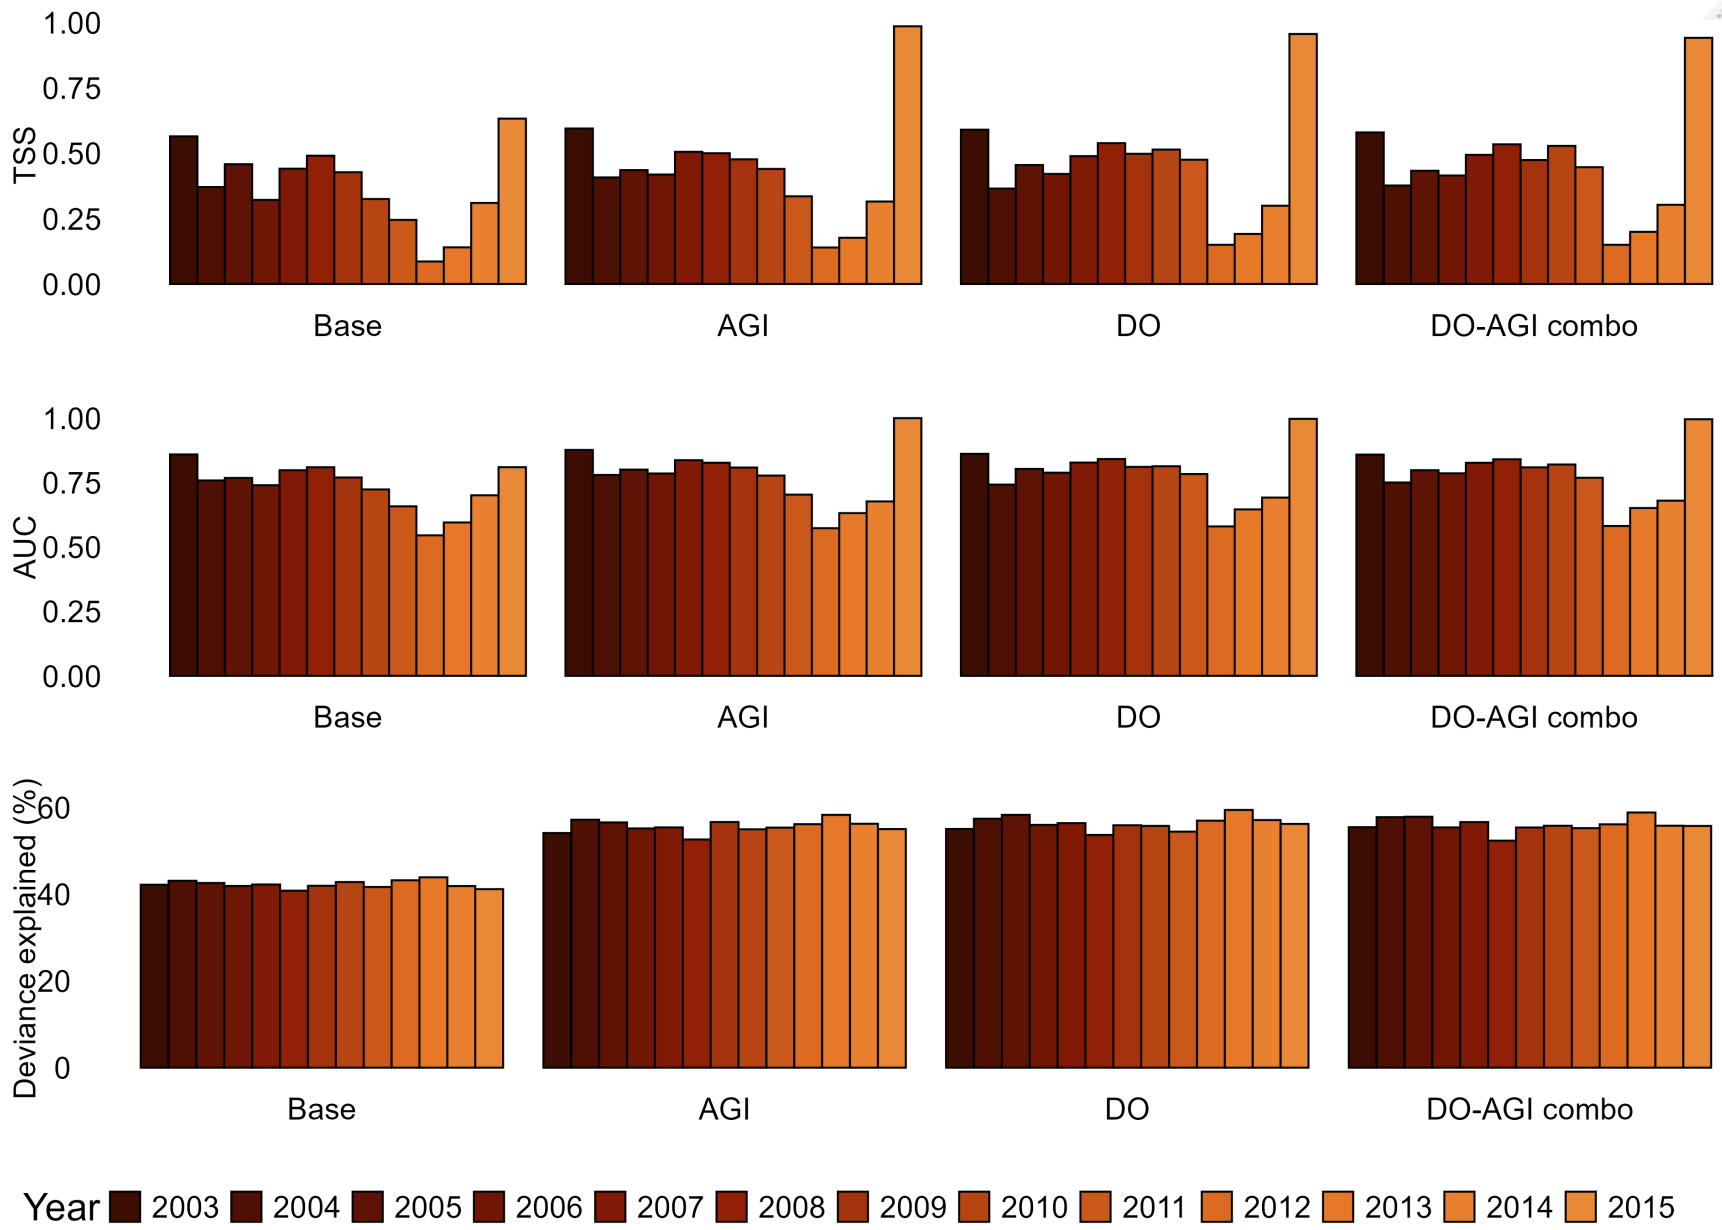 1.00
0.75
0.50
0.25
0.00
TSS
Base AGI DO DO-AGI combo
1.00
0.75
0.50
0.25
0.00
AUC
Base AGI DO DO-AGI combo
60
40
20
0
Deviance explained (%)
Base AGI DO DO-AGI combo
Year 2003 2004 2005 2006 2007 2008 2009 2010 2011 2012 2013 2014 2015